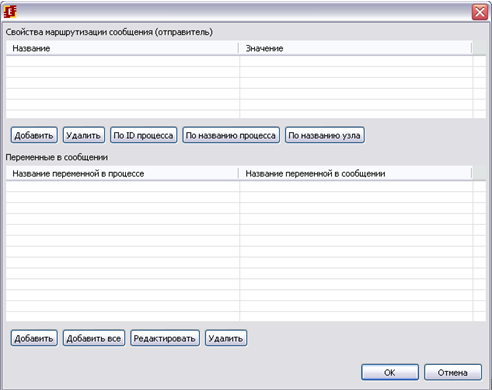 Свойства маршрутизации сообщения (отправитель)
Название Значение
Добавить Удалить По ID процесса По названию процесса По названию узла
Переменные в сообщении
Название переменной в процессе Название переменной в сообщении
Добавить Добавить все Редактировать Удалить
OK Отмена